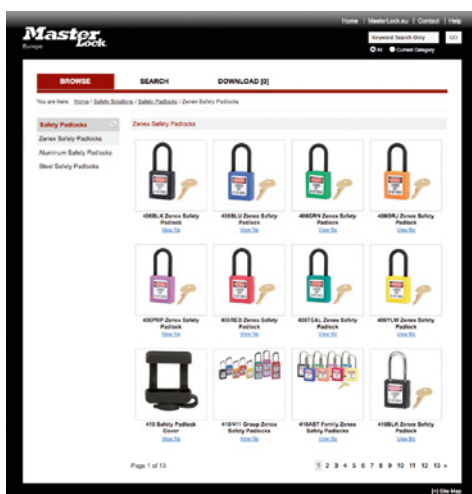 Home | MasterLock.eu | Contact | Help
Master Lock
Europe
Keyword Search Only GO
All Current Category
BROWSE SEARCH DOWNLOAD [0]
You are here: Home / Safety Solutions / Safety Padlocks / Zenex Safety Padlocks
Safety Padlocks
Zenex Safety Padlocks
Aluminum Safety Padlocks
Steel Safety Padlocks
Zenex Safety Padlocks
406BLK Zenex Safety Padlock
View file
406BLU Zenex Safety Padlock
View file
406GRN Zenex Safety Padlock
View file
406ORJ Zenex Safety Padlock
View file
406PRP Zenex Safety Padlock
View file
406RED Zenex Safety Padlock
View file
406TEAL Zenex Safety Padlock
View file
406YLW Zenex Safety Padlock
View file
410 Safety Padlock Cover
View file
410/411 Group Zenex Safety Padlocks
View file
410AST Family Zenex Safety Padlocks
View file
410BLK Zenex Safety Padlock
View file
Page 1 of 13
1 2 3 4 5 6 7 8 9 10 11 12 13 »
[+] Site Map